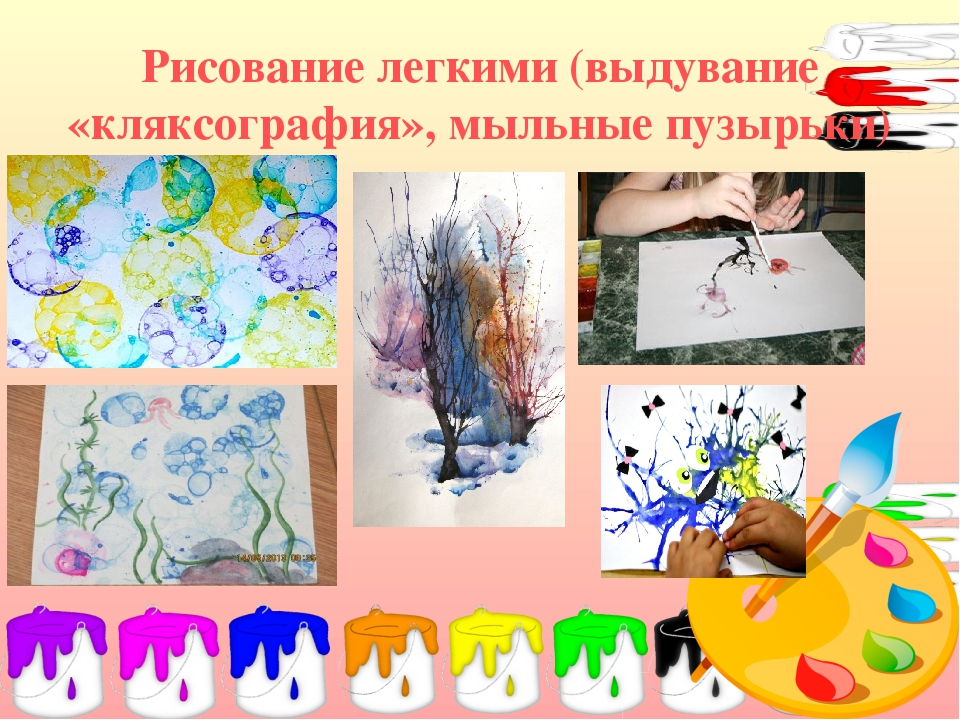 Рисование легкими (выдувание
«кляксография», мыльные пузырьки)